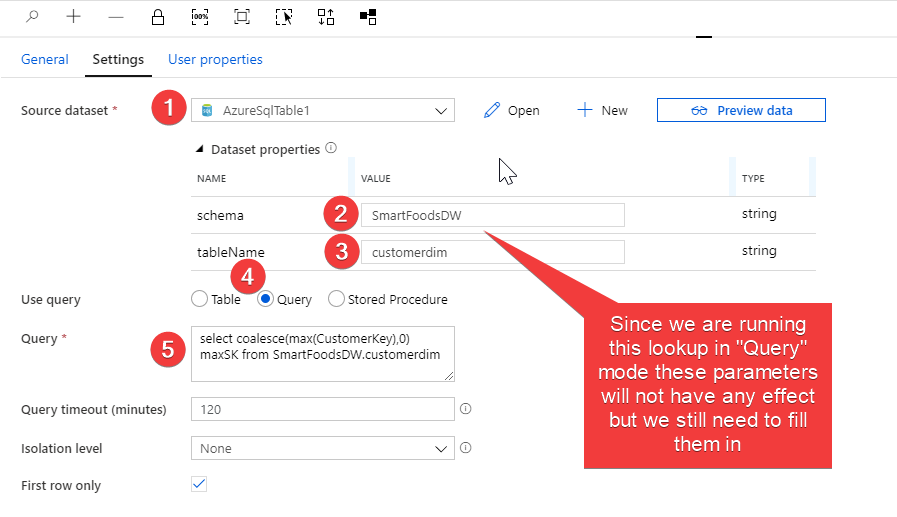 100%
General Settings User properties
Source dataset * 1 AzureSqlTable1 Open New Preview data
Dataset properties
NAME VALUE TYPE
schema 2 SmartFoodsDW string
tableName 3 customerdim string
4
Use query Table Query Stored Procedure
Query * 5 select coalesce(max(CustomerKey),0)
maxSK from SmartFoodsDW.customerdim
Query timeout (minutes) 120
Isolation level None
First row only
Since we are running
this lookup in "Query"
mode these parameters
will not have any effect
but we still need to fill
them in